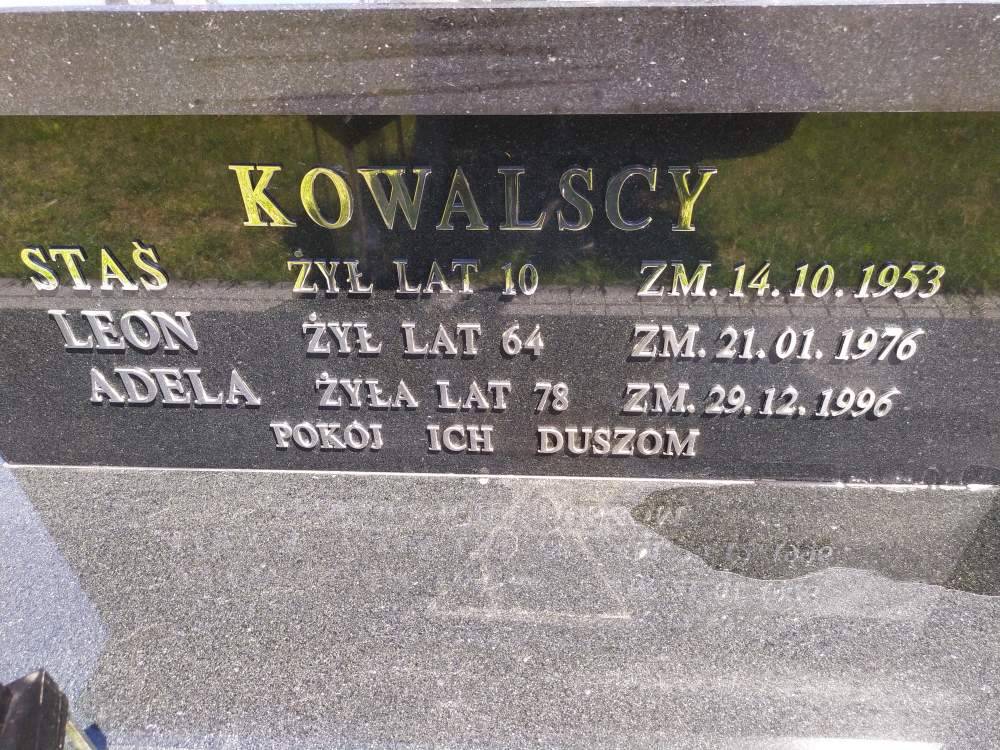 KOWALSCY
STAŚ ŻYŁ LAT 10 ZM. 14.10.1953
LEON ŻYŁ LAT 64 ZM. 21.01.1976
ADELA ŻYŁA LAT 78 ZM. 29.12.1996
POKÓJ ICH DUSZOM